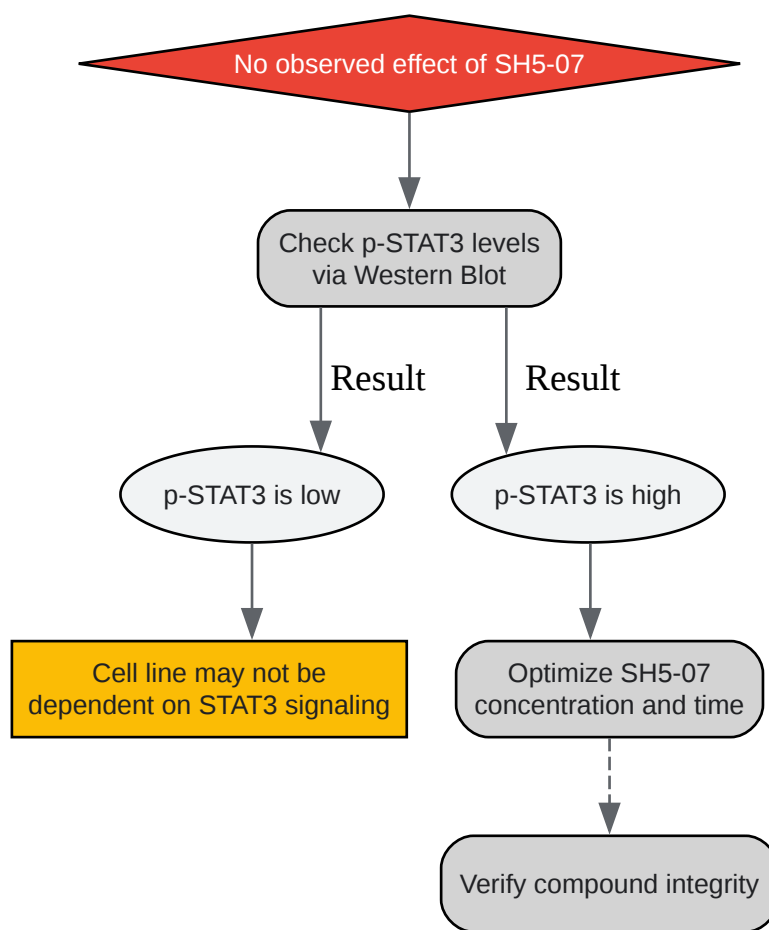 No observed effect of SH5-07
Check p-STAT3 levels
via Western Blot
Result
Result
p-STAT3 is low
p-STAT3 is high
Cell line may not be
dependent on STAT3 signaling
Optimize SH5-07
concentration and time
Verify compound integrity